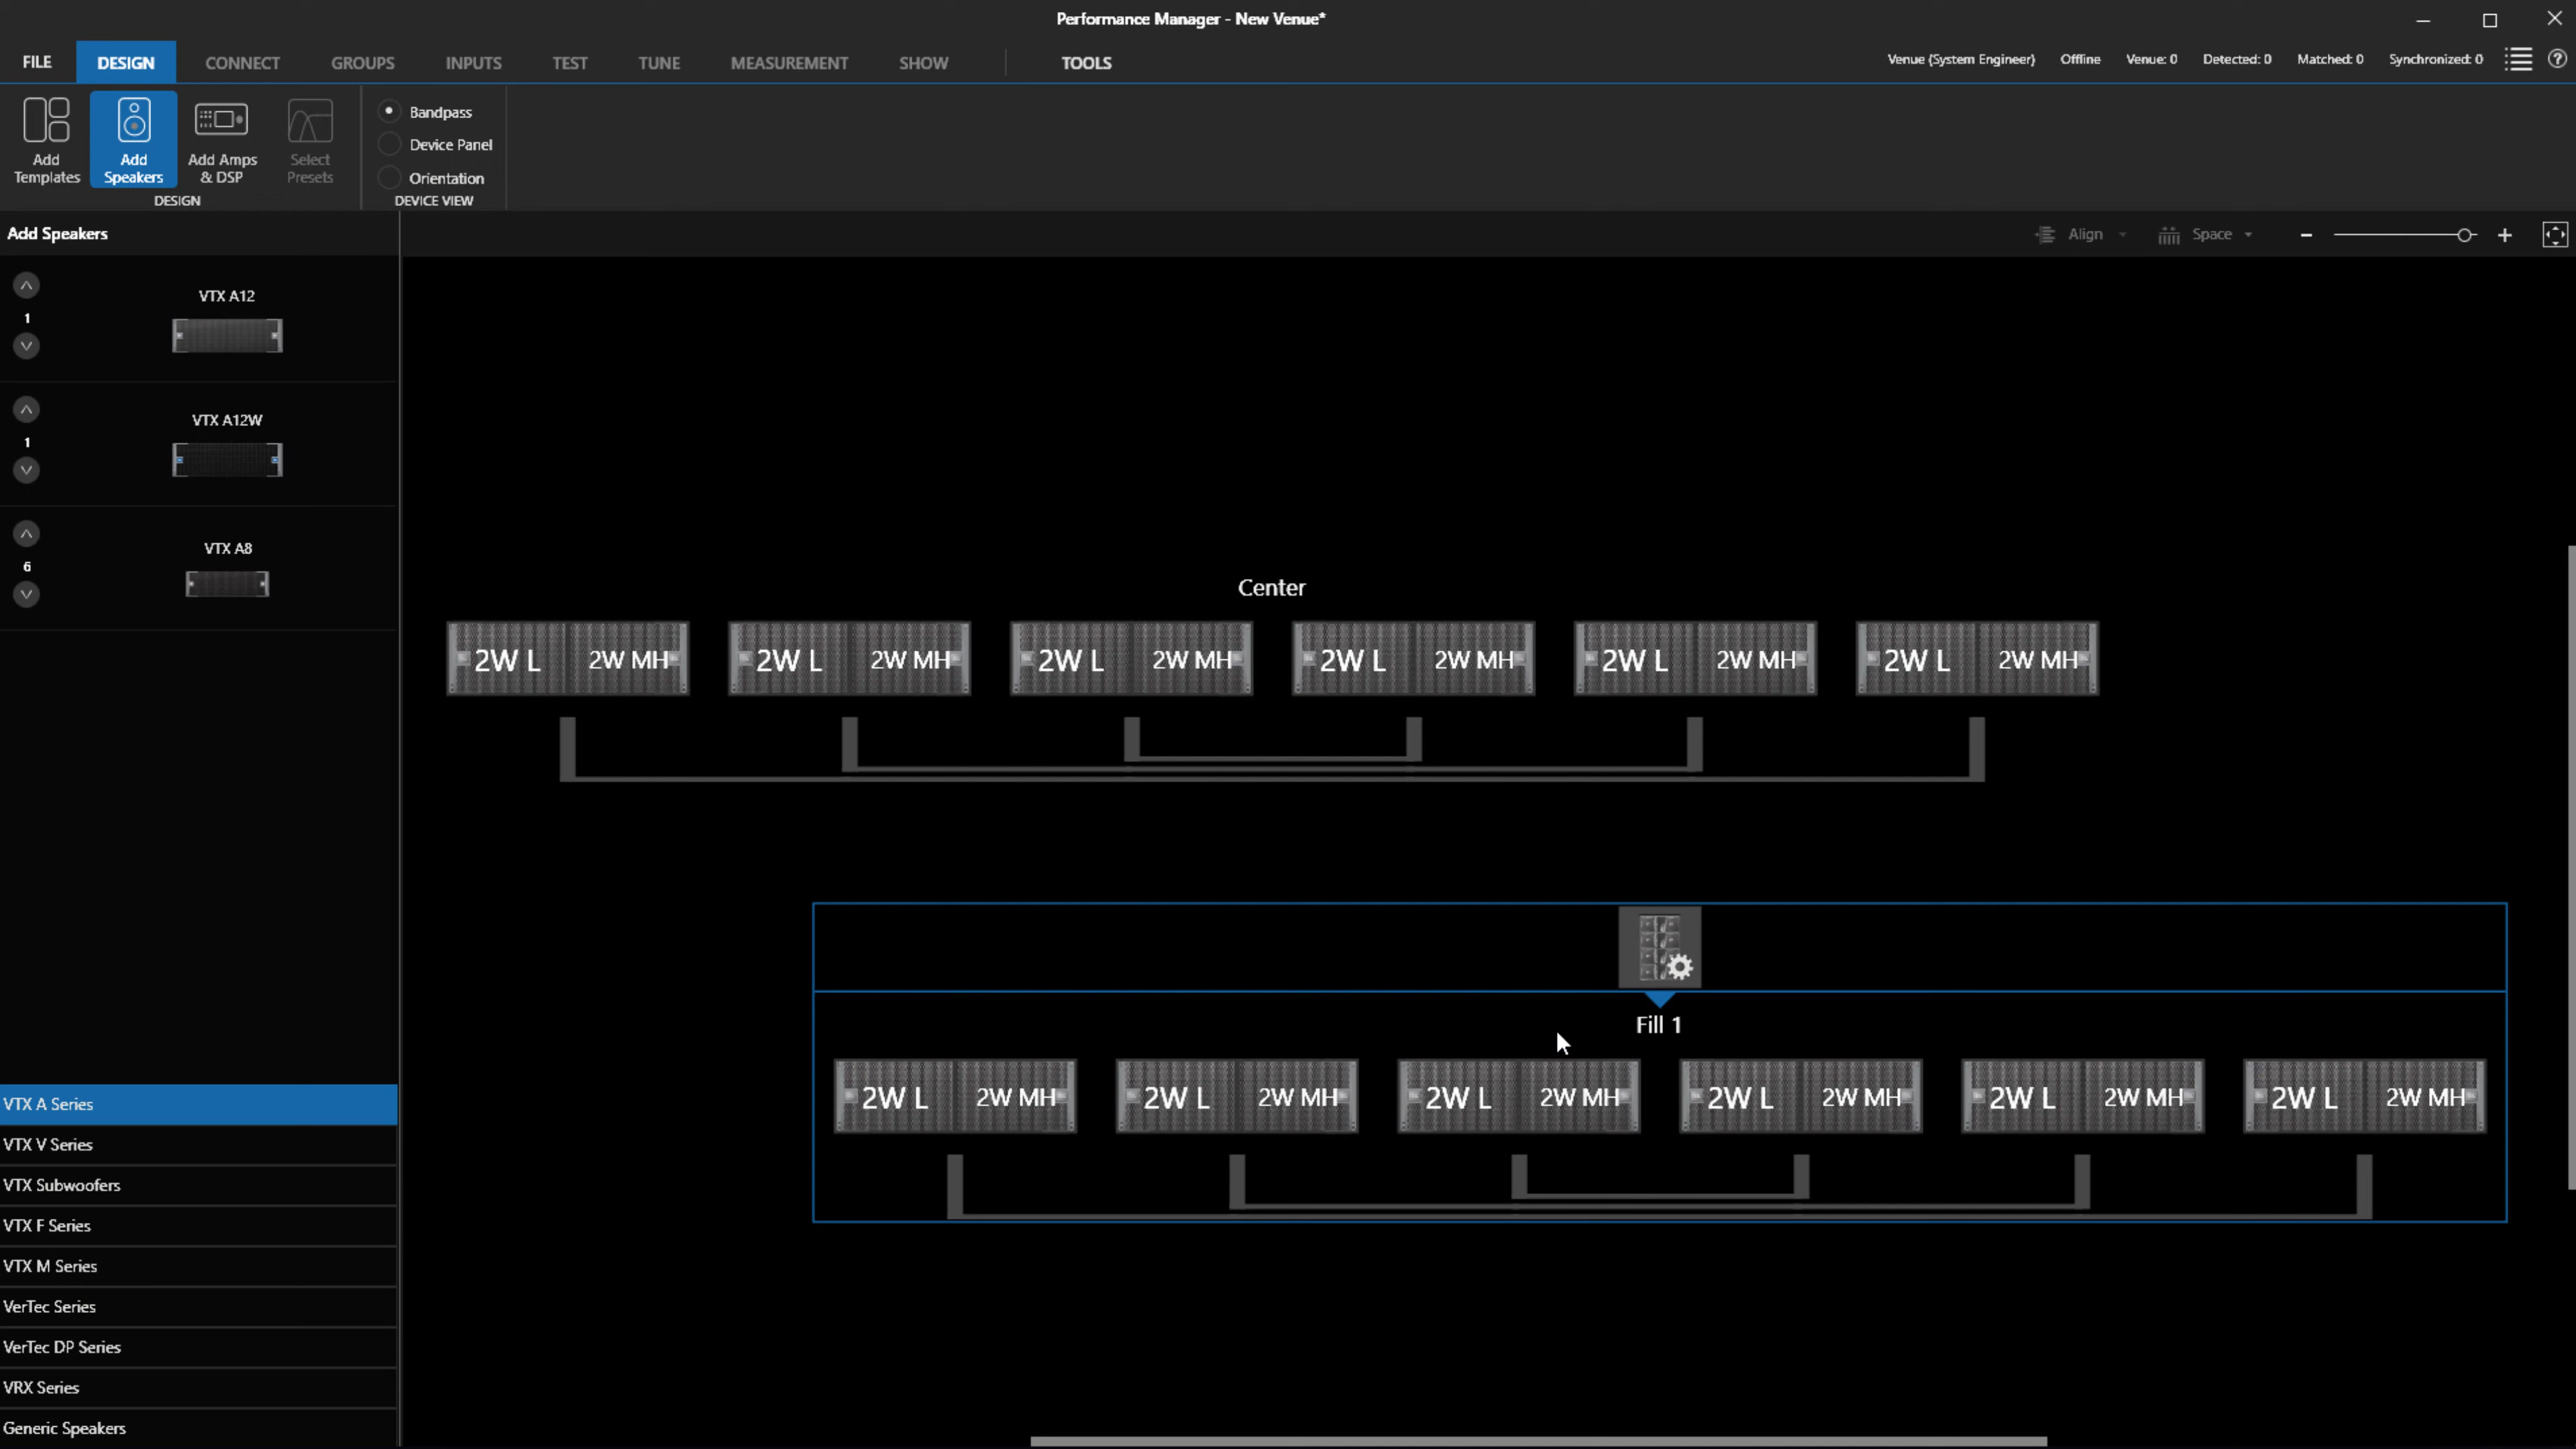 Performance Manager - New Venue*
FILE DESIGN CONNECT GROUPS INPUTS TEST TUNE MEASUREMENT SHOW TOOLS
Venue (System Engineer) Offline Venue: 0 Detected: 0 Matched: 0 Synchronized: 0
Add Templates
Add Speakers
Add Amps & DSP
Select Presets
DESIGN
Bandpass
Device Panel
Orientation
DEVICE VIEW
Add Speakers
Align Space
VTX A12
1
VTX A12W
1
VTX A8
6
Center
2W L 2W MH 2W L 2W MH 2W L 2W MH 2W L 2W MH 2W L 2W MH 2W L 2W MH
Fill 1
2W L 2W MH 2W L 2W MH 2W L 2W MH 2W L 2W MH 2W L 2W MH 2W L 2W MH
VTX A Series
VTX V Series
VTX Subwoofers
VTX F Series
VTX M Series
VerTec Series
VerTec DP Series
VRX Series
Generic Speakers